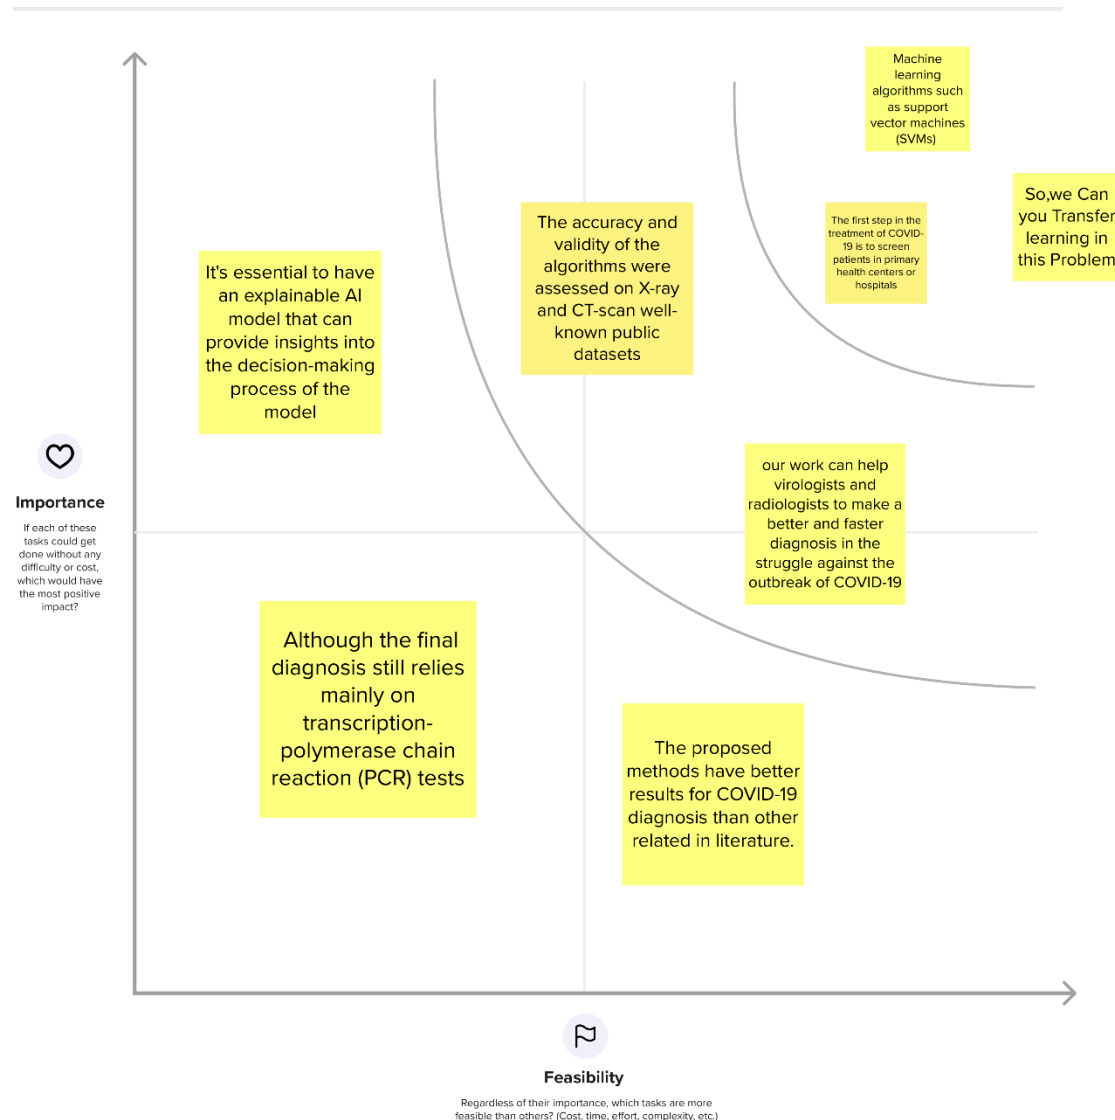 Machine
learning
algorithms such
as support
vector machines
(SVMs)
So,we Can
you Transfer
learning in
this Problem
The first step in the
treatment of COVID-
19 is to screen
patients in primary
health centers or
hospitals
The accuracy and
validity of the
algorithms were
assessed on X-ray
and CT-scan well-
known public
datasets
It's essential to have
an explainable AI
model that can
provide insights into
the decision-making
process of the
model
our work can help
virologists and
radiologists to make a
better and faster
diagnosis in the
struggle against the
outbreak of COVID-19
Importance
If each of these
tasks could get
done without any
difficulty or cost,
which would have
the most positive
impact?
Although the final
diagnosis still relies
mainly on
transcription-
polymerase chain
reaction (PCR) tests
The proposed
methods have better
results for COVID-19
diagnosis than other
related in literature.
Feasibility
Regardless of their importance, which tasks are more
feasible than others? (Cost, time, effort, complexity, etc.)